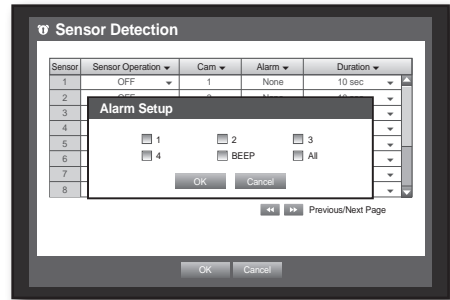 Sensor Detection
Sensor Sensor Operation Cam Alarm Duration
1 OFF 1 None 10 sec
2
3
4
5
6
7
8
Alarm Setup
1 2 3
4 BEEP All
OK Cancel
Previous/Next Page
OK Cancel